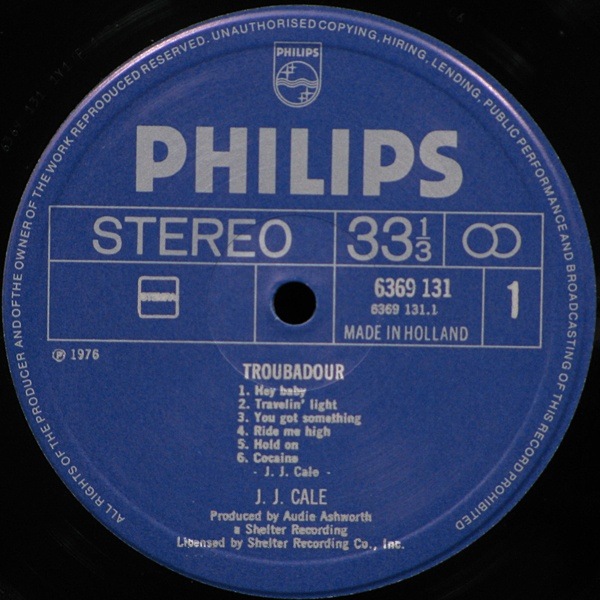 ALL RIGHTS OF THE PRODUCER AND OF THE OWNER OF THE WORK REPRODUCED RESERVED. UNAUTHORISED COPYING, HIRING, LENDING, PUBLIC PERFORMANCE AND BROADCASTING OF THIS RECORD PROHIBITED
PHILIPS
PHILIPS
STEREO 33 1/3
STEMRA
6369 131 1
6369 131.1
MADE IN HOLLAND
℗ 1976
TROUBADOUR
1. Hey baby
2. Travelin' light
3. You got something
4. Ride me high
5. Hold on
6. Cocaine
- J. J. Cale -
J. J. CALE
Produced by Audie Ashworth
a Shelter Recording
Licensed by Shelter Recording Co., Inc.